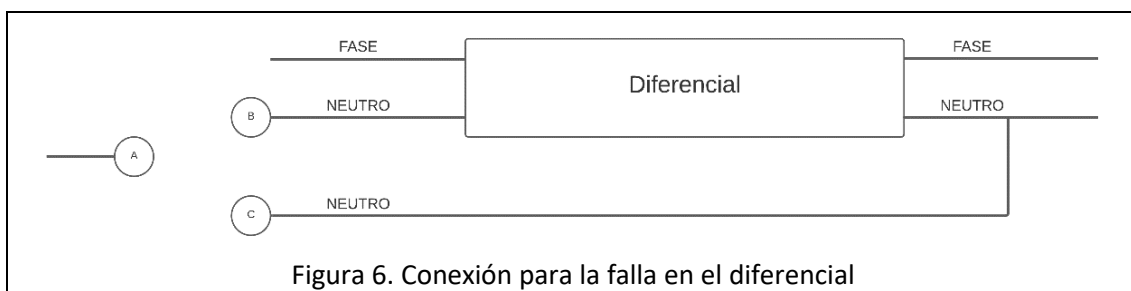 FASE
FASE
Diferencial
B
NEUTRO
NEUTRO
A
C
NEUTRO
Figura 6. Conexión para la falla en el diferencial